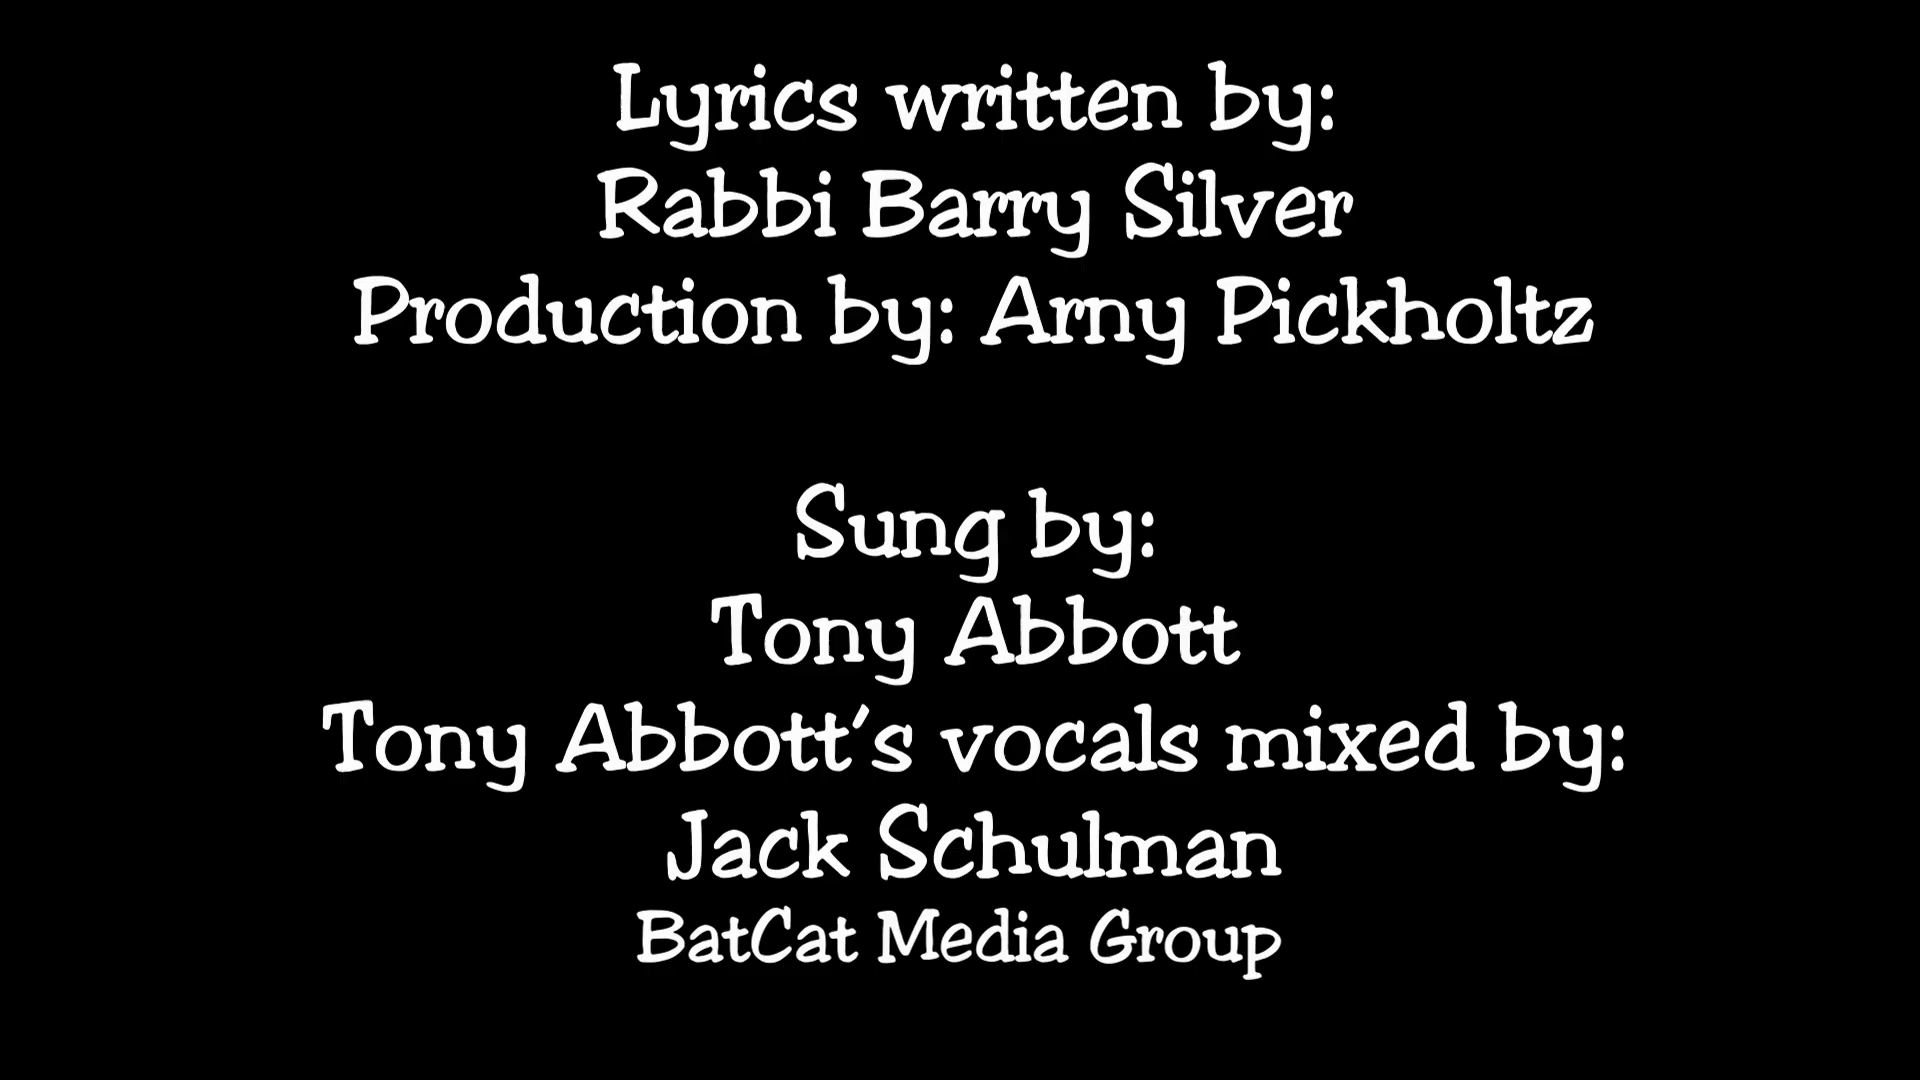 Lyrics written by:
Rabbi Barry Silver
Production by: Arny Pickholtz
Sung by:
Tony Abbott
Tony Abbott's vocals mixed by:
Jack Schulman
BatCat Media Group